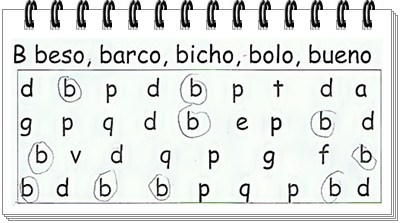 B beso, barco, bicho, bolo, bueno
d b p d b p t d a
g p q d b e p b d
b v d q p g f b
b d b b p q p b d